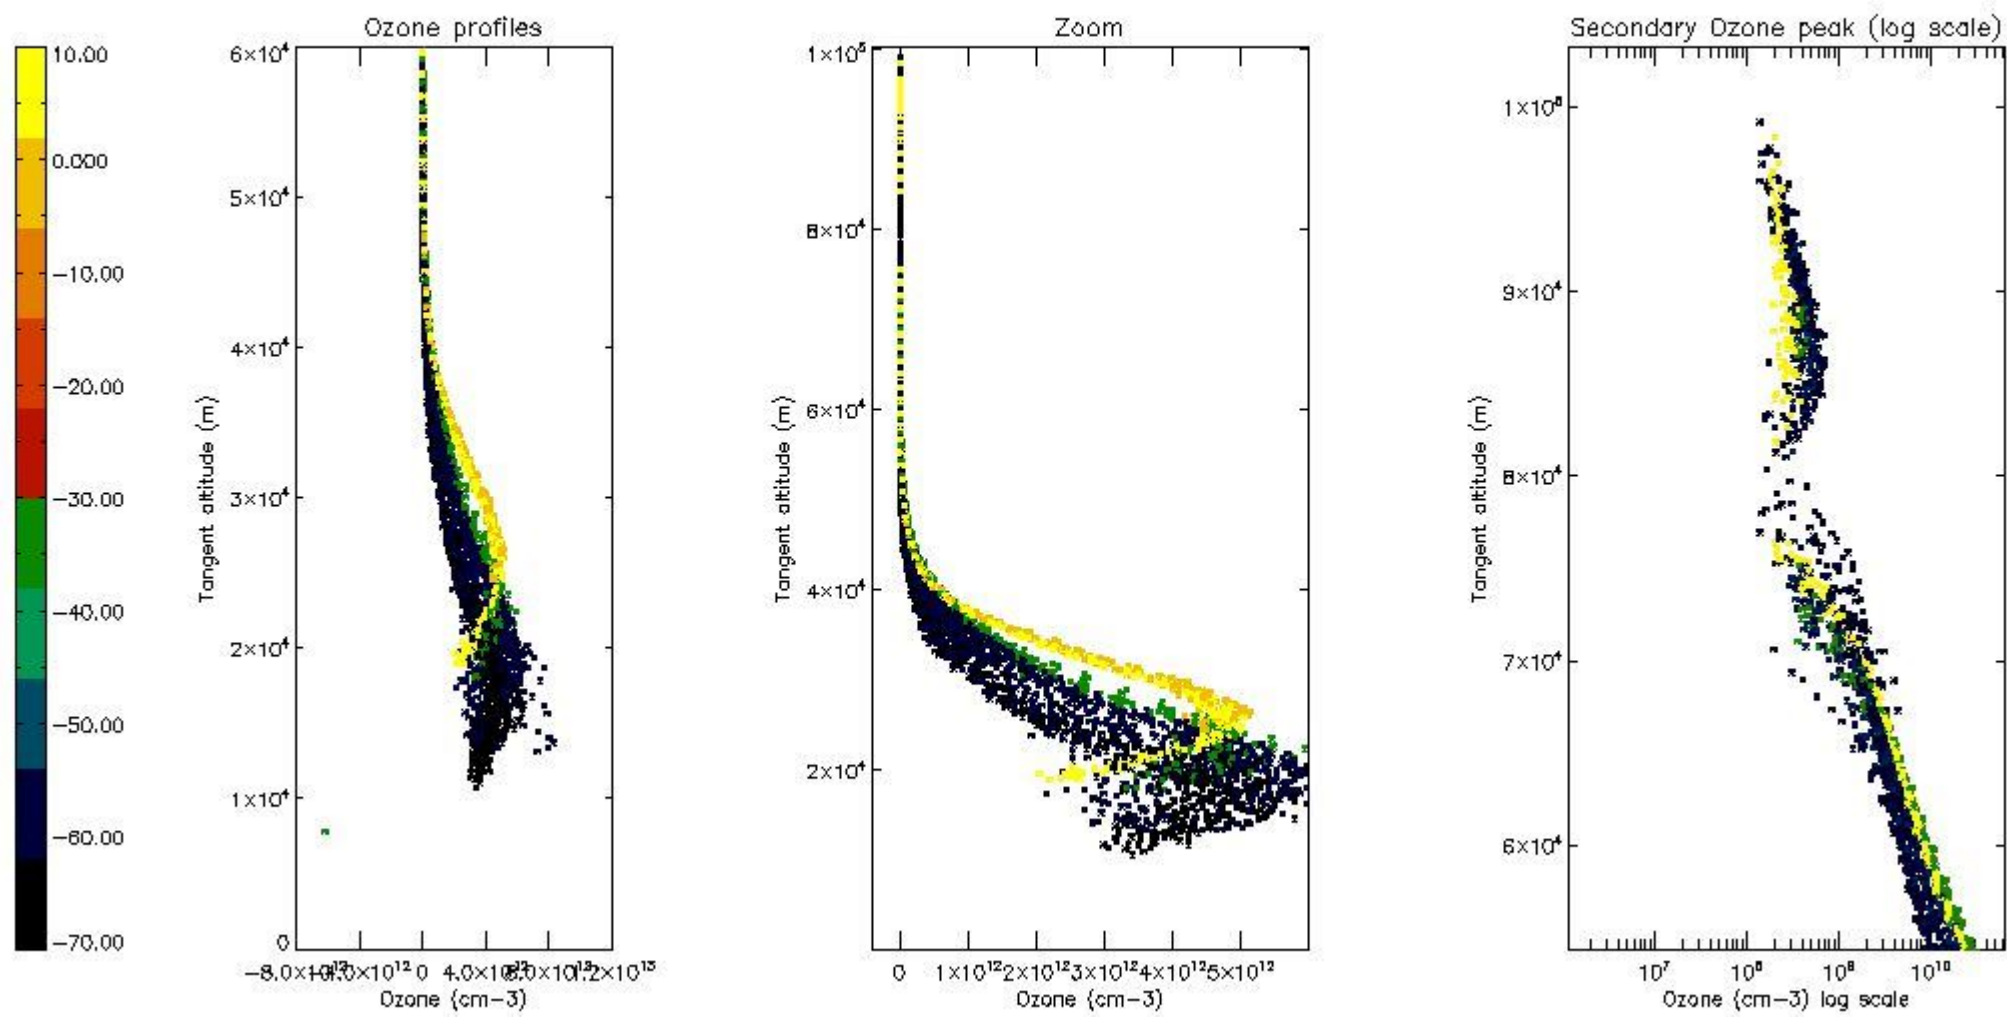 Ozone profiles
Zoom
Secondary Ozone peak (log scale)
10.00
0.000
−10.00
−20.00
−30.00
−40.00
−50.00
−60.00
−70.00
6×10⁴
5×10⁴
4×10⁴
3×10⁴
2×10⁴
1×10⁴
0
Tangent altitude (m)
0
Ozone (cm−3)
1×10⁵
8×10⁴
6×10⁴
4×10⁴
2×10⁴
Tangent altitude (m)
0 1×10¹² 2×10¹² 3×10¹² 4×10¹² 5×10¹²
Ozone (cm−3)
9×10⁴
8×10⁴
7×10⁴
6×10⁴
Tangent altitude (m)
10⁷ 10⁸ 10⁹ 10¹⁰
Ozone (cm−3) log scale